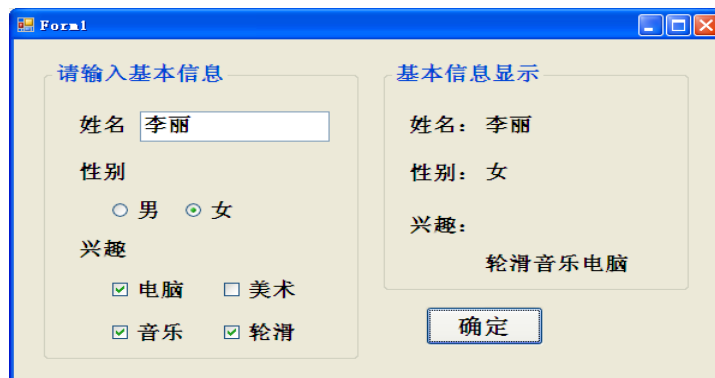 Form1
请输入基本信息
姓名 李丽
性别
男 女
兴趣
电脑 美术
音乐 轮滑
基本信息显示
姓名： 李丽
性别： 女
兴趣：
轮滑音乐电脑
确定